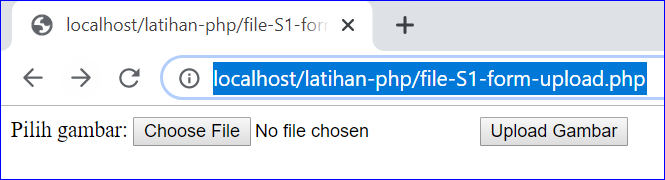 localhost/latihan-php/file-S1-forn
localhost/latihan-php/file-S1-form-upload.php
Pilih gambar: Choose File No file chosen Upload Gambar